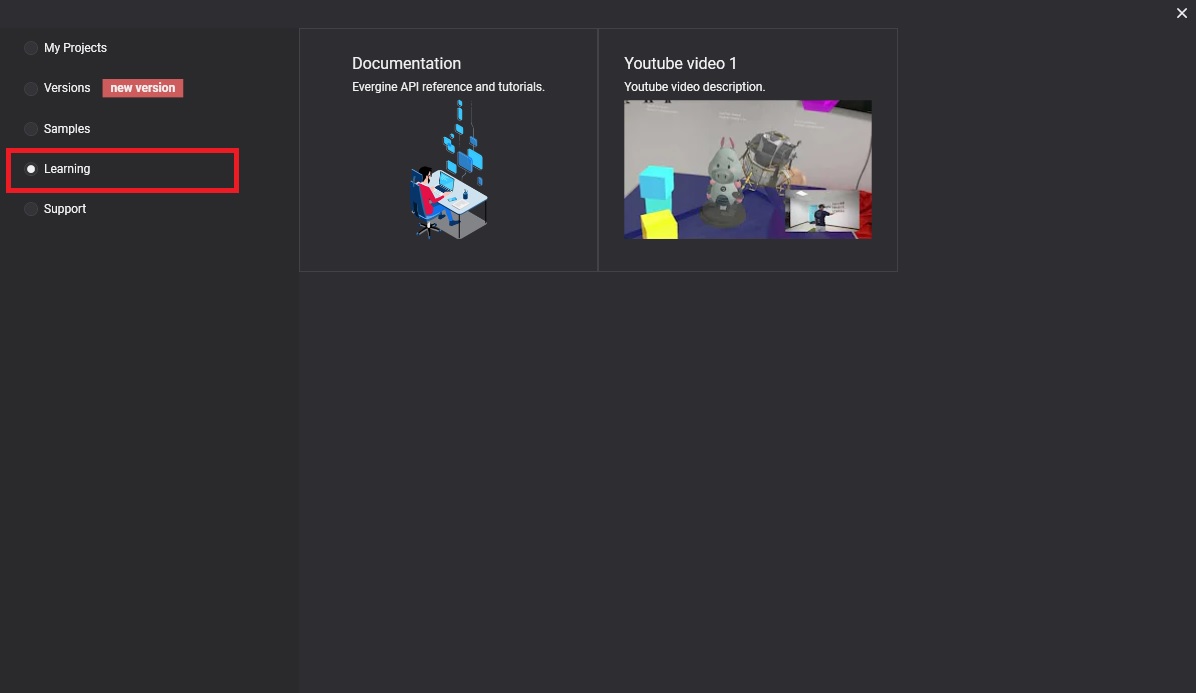 My Projects
Versions new version
Samples
Learning
Support
Documentation
Evergine API reference and tutorials.
Youtube video 1
Youtube video description.